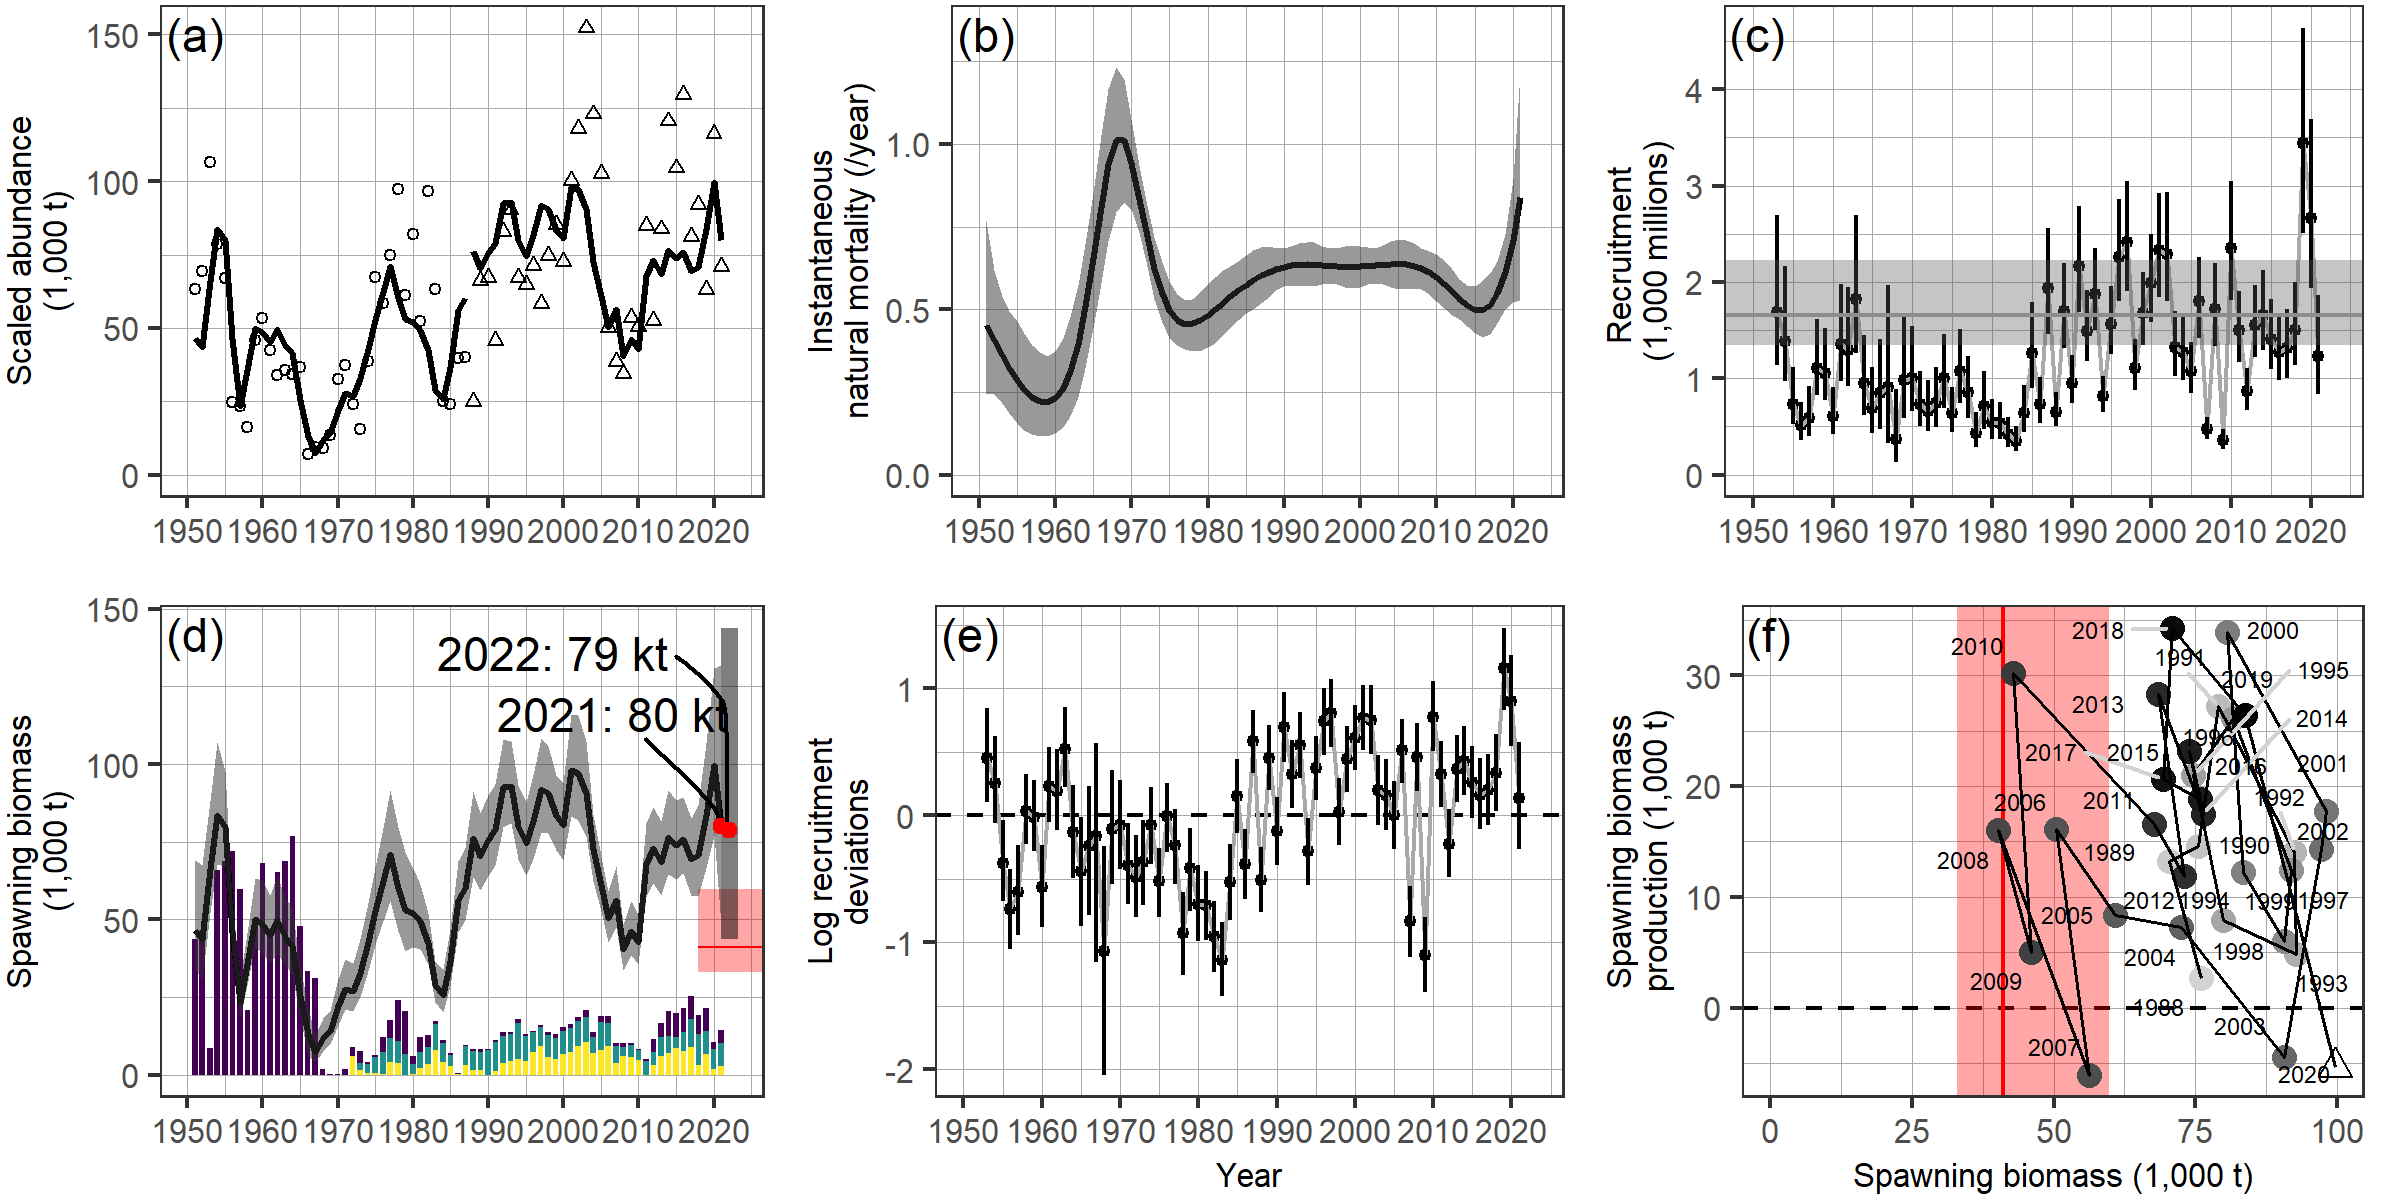 (a)
Scaled abundance
(1,000 t)
150
100
50
0
1950 1960 1970 1980 1990 2000 2010 2020
(b)
Instantaneous
natural mortality (/year)
1.0
0.5
0.0
1950 1960 1970 1980 1990 2000 2010 2020
(c)
Recruitment
(1,000 millions)
4
3
2
1
0
1950 1960 1970 1980 1990 2000 2010 2020
(d)
Spawning biomass
(1,000 t)
150
100
50
0
2022: 79 kt
2021: 80 kt
1950 1960 1970 1980 1990 2000 2010 2020
(e)
Log recruitment
deviations
1
0
-1
-2
1950 1960 1970 1980 1990 2000 2010 2020
Year
(f)
Spawning biomass
production (1,000 t)
30
20
10
0
2018
2000
2010
1991
2019
1995
2013
2014
1996
2017
2015
2016
2001
2006
2011
1992
2002
2008
1989
1990
2012
1994
1999
1997
2005
2004
1998
2009
1993
1988
2003
2007
2020
0 25 50 75 100
Spawning biomass (1,000 t)